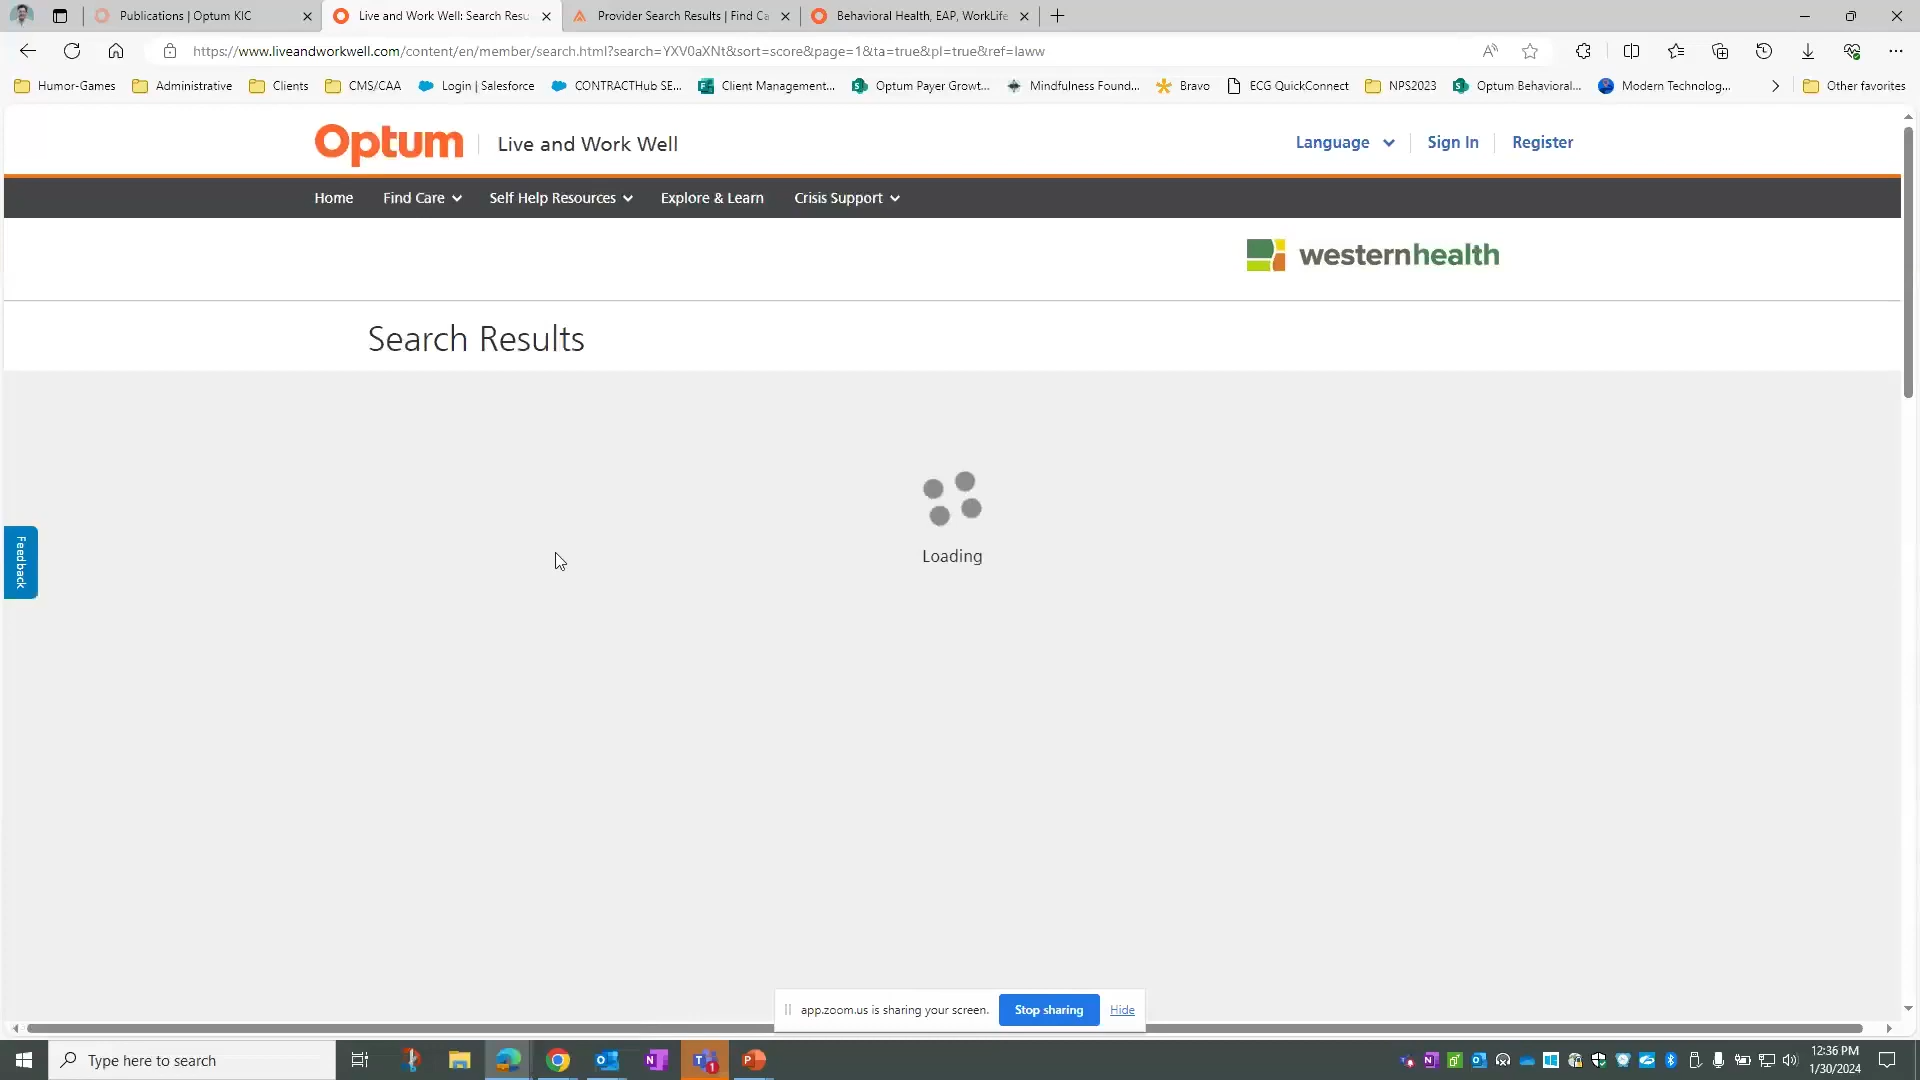 Publications | Optum KIC
Live and Work Well: Search Resu
Provider Search Results | Find Ca
Behavioral Health, EAP, WorkLife
https://www.liveandworkwell.com/content/en/member/search.html?search=YXV0aXNt&sort=score&page=1&ta=true&pl=true&ref=laww
Humor-Games
Administrative
Clients
CMS/CAA
Login | Salesforce
CONTRACTHub SE...
Client Management...
Optum Payer Growt...
Mindfulness Found...
Bravo
ECG QuickConnect
NPS2023
Optum Behavioral...
Modern Technolog...
Other favorites
Optum
Live and Work Well
Language
Sign In
Register
Home
Find Care
Self Help Resources
Explore & Learn
Crisis Support
westernhealth
Search Results
Loading
Feedback
app.zoom.us is sharing your screen.
Stop sharing
Hide
Type here to search
12:36 PM
1/30/2024